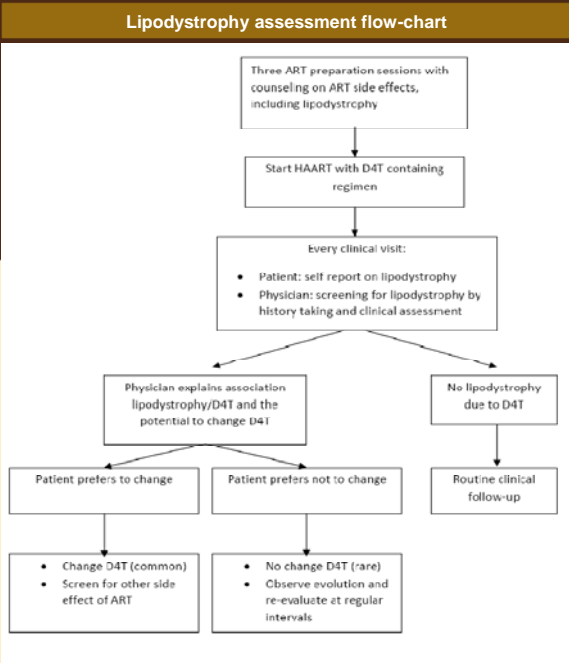 Lipodystrophy assessment flow-chart
Three ART preparation sessions with
counseling on ART side effects,
including lipodystrophy
Start HAART with D4T containing
regimen
Every clinical visit:
• Patient: self report on lipodystrophy
• Physician: screening for lipodystrophy by
history taking and clinical assessment
Physician explains association
lipodystrophy/D4T and the
potential to change D4T
No lipodystrophy
due to D4T
Patient prefers to change
Patient prefers not to change
Routine clinical
follow-up
• Change D4T (common)
• Screen for other side
effect of ART
• No change D4T (rare)
• Observe evolution and
re-evaluate at regular
intervals